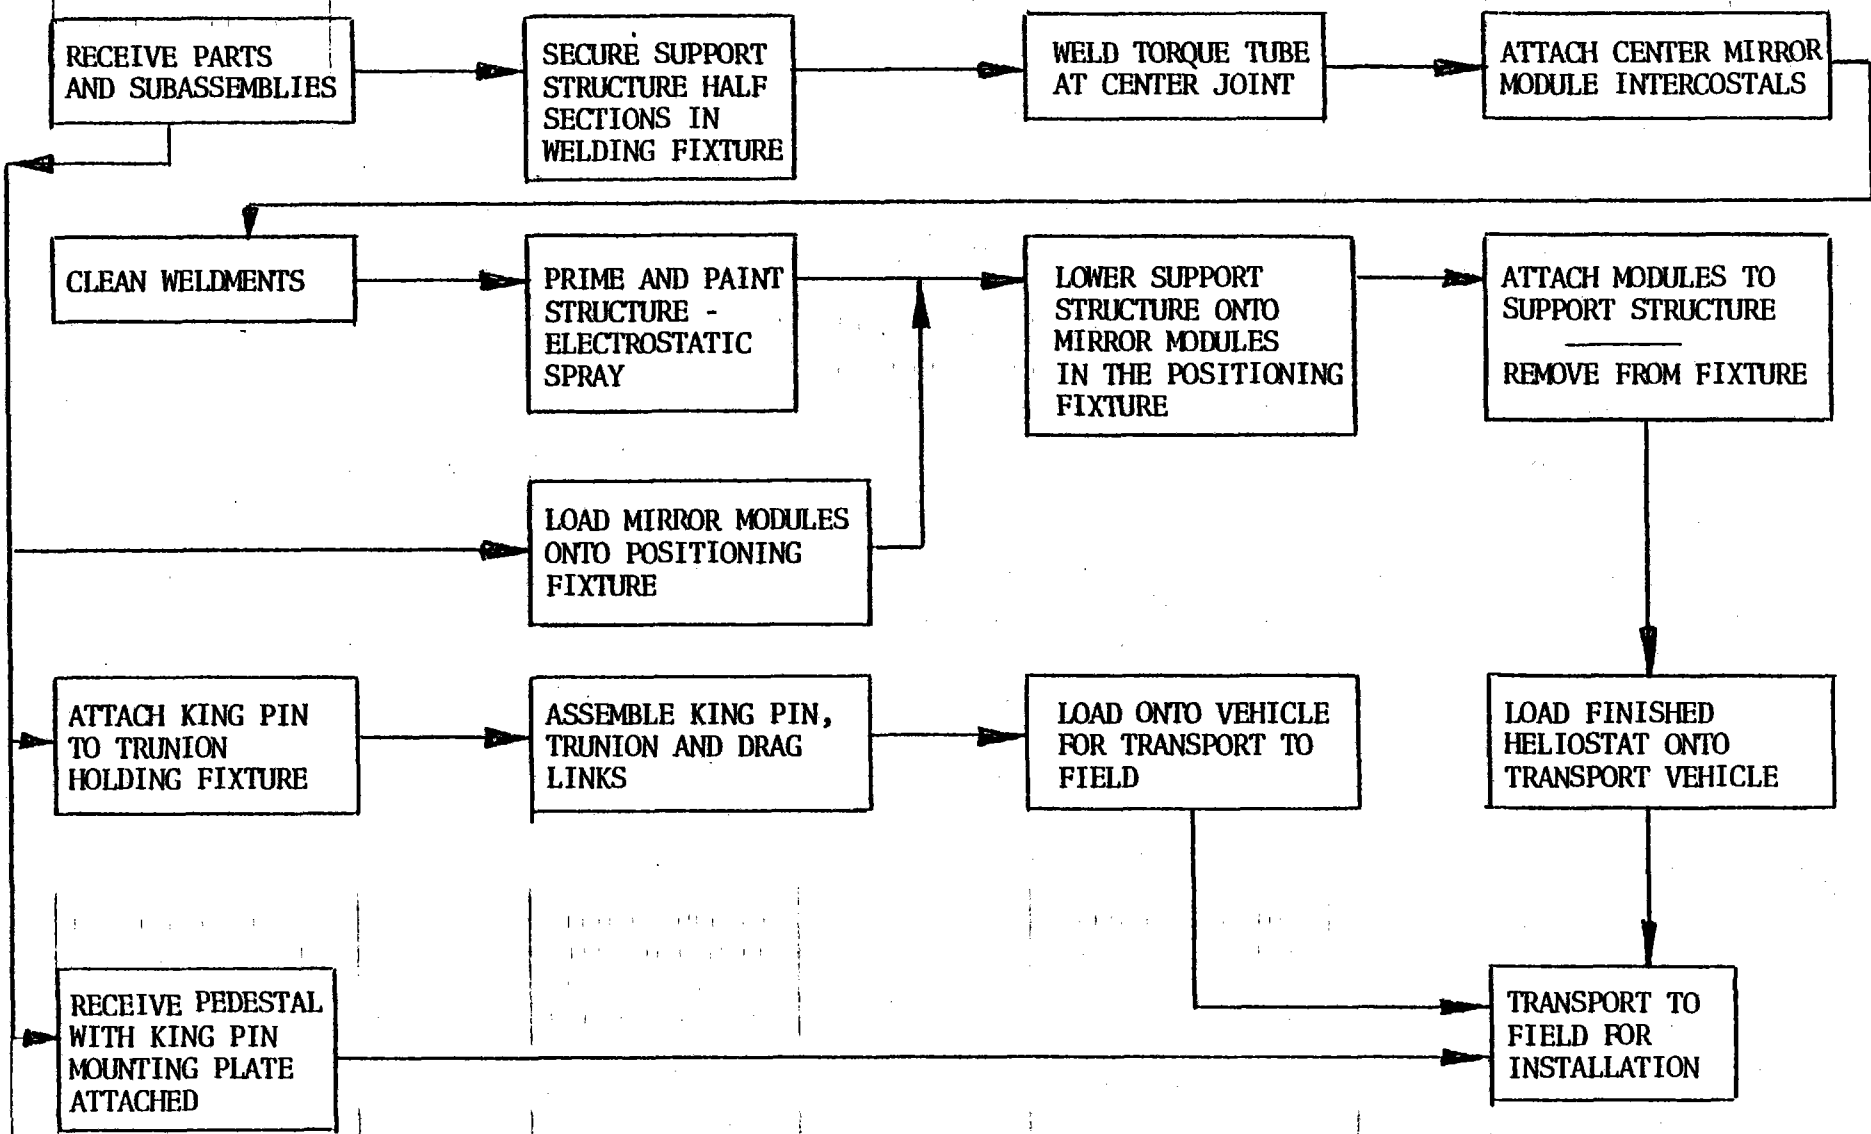 RECEIVE PARTS
AND SUBASSEMBLIES
SECURE SUPPORT
STRUCTURE HALF
SECTIONS IN
WELDING FIXTURE
WELD TORQUE TUBE
AT CENTER JOINT
ATTACH CENTER MIRROR
MODULE INTERCOSTALS
CLEAN WELDMENTS
PRIME AND PAINT
STRUCTURE -
ELECTROSTATIC
SPRAY
LOWER SUPPORT
STRUCTURE ONTO
MIRROR MODULES
IN THE POSITIONING
FIXTURE
ATTACH MODULES TO
SUPPORT STRUCTURE
REMOVE FROM FIXTURE
LOAD MIRROR MODULES
ONTO POSITIONING
FIXTURE
ATTACH KING PIN
TO TRUNION
HOLDING FIXTURE
ASSEMBLE KING PIN,
TRUNION AND DRAG
LINKS
LOAD ONTO VEHICLE
FOR TRANSPORT TO
FIELD
LOAD FINISHED
HELIOSTAT ONTO
TRANSPORT VEHICLE
RECEIVE PEDESTAL
WITH KING PIN
MOUNTING PLATE
ATTACHED
TRANSPORT TO
FIELD FOR
INSTALLATION